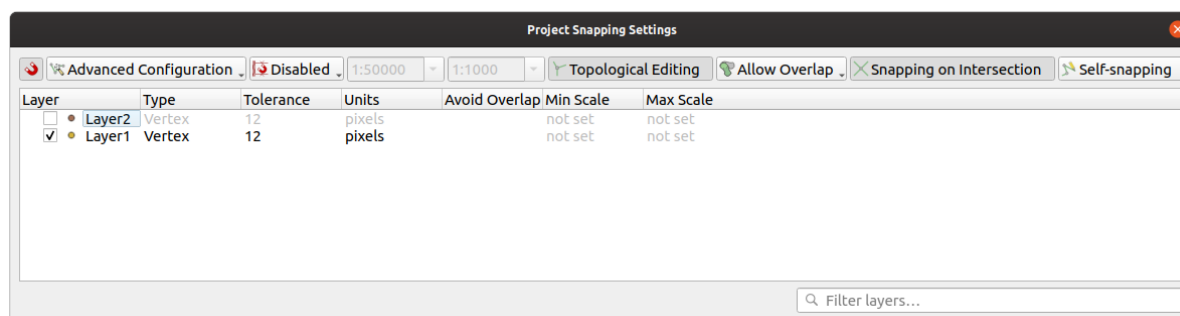 Project Snapping Settings
Advanced Configuration Disabled 1:50000 1:1000 Topological Editing Allow Overlap Snapping on Intersection Self-snapping
Layer Type Tolerance Units Avoid Overlap Min Scale Max Scale
Layer2 Vertex 12 pixels not set not set
Layer1 Vertex 12 pixels not set not set
Filter layers...